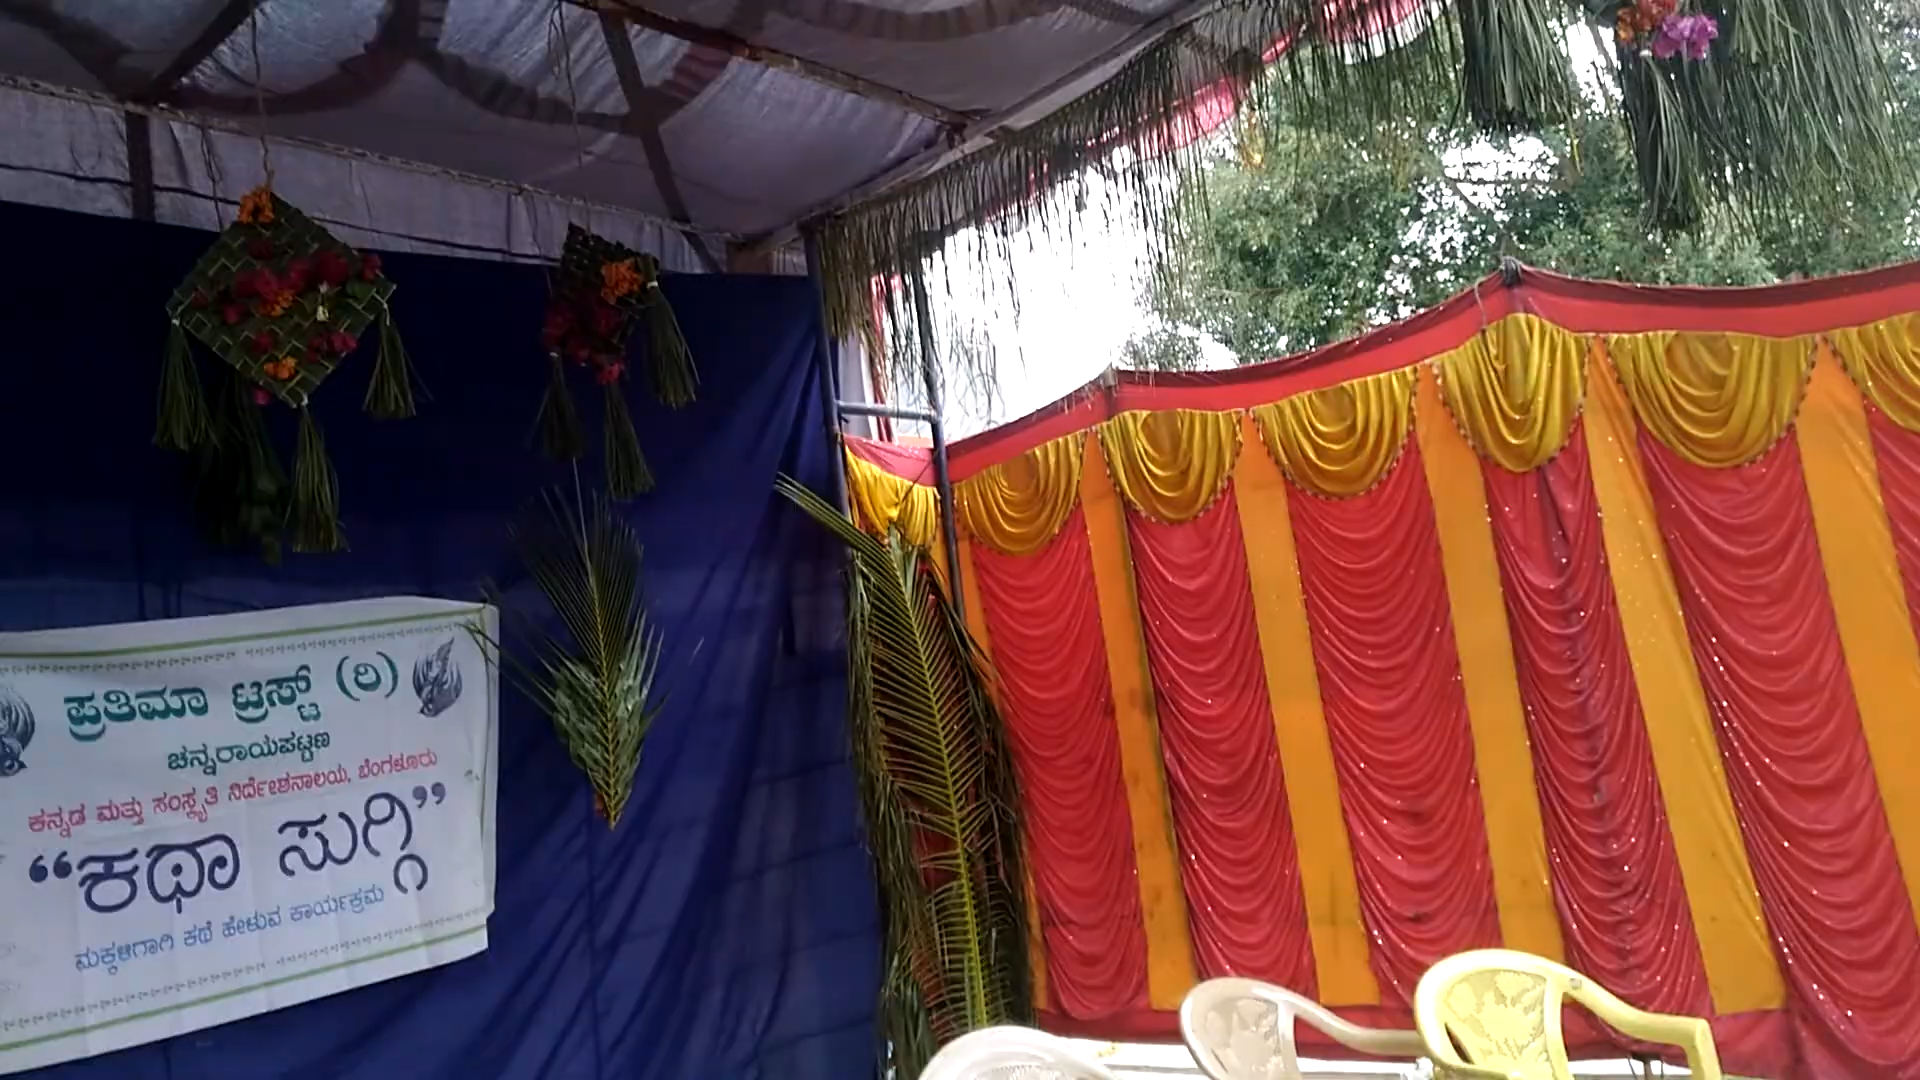 ಪ್ರತಿಮಾ ಟ್ರಸ್ಟ್ (ರಿ)
ಚನ್ನರಾಯಪಟ್ಟಣ
ಕನ್ನಡ ಮತ್ತು ಸಂಸ್ಕೃತಿ ನಿರ್ದೇಶನಾಲಯ, ಬೆಂಗಳೂರು
“ಕಥಾ ಸುಗ್ಗಿ”
ಮಕ್ಕಳಿಗಾಗಿ ಕಥೆ ಹೇಳುವ ಕಾರ್ಯಕ್ರಮ